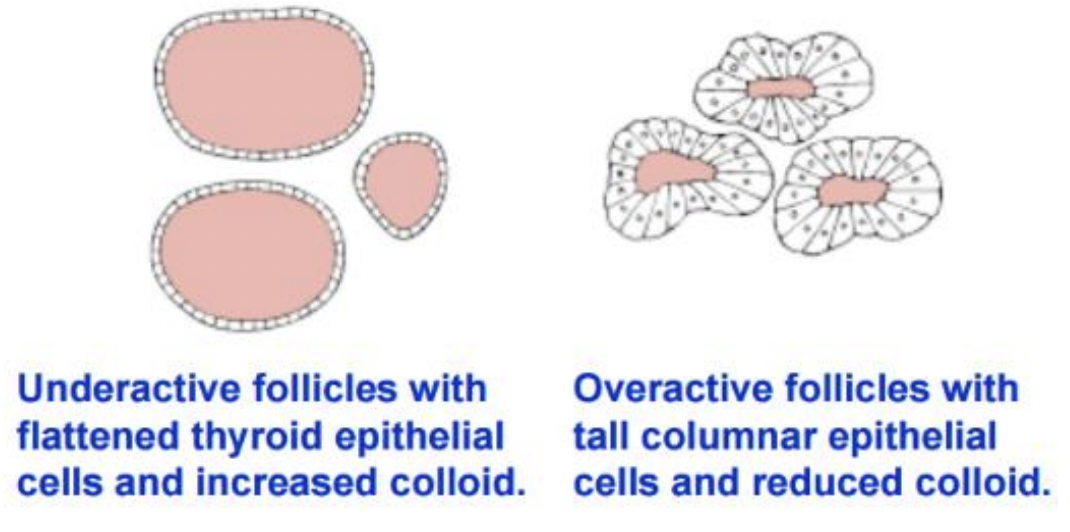 Underactive follicles with
flattened thyroid epithelial
cells and increased colloid.
Overactive follicles with
tall columnar epithelial
cells and reduced colloid.